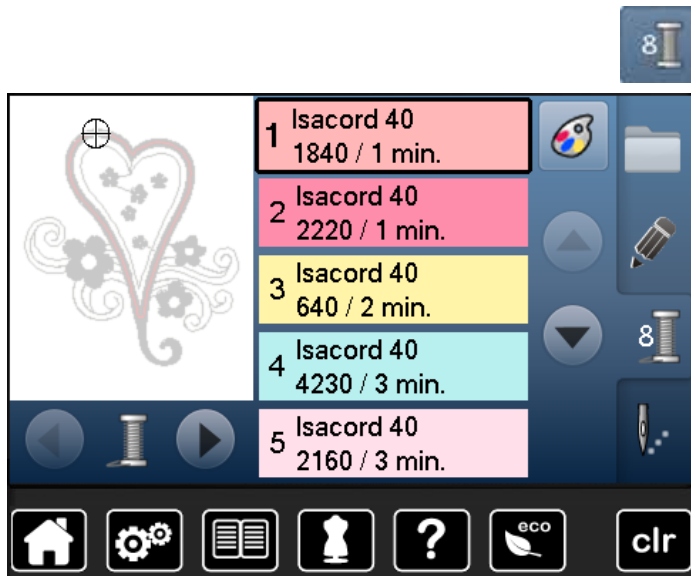 8
1 Isacord 40
1840 / 1 min.
2 Isacord 40
2220 / 1 min.
3 Isacord 40
640 / 2 min.
4 Isacord 40
4230 / 3 min.
5 Isacord 40
2160 / 3 min.
8
?
eco
clr